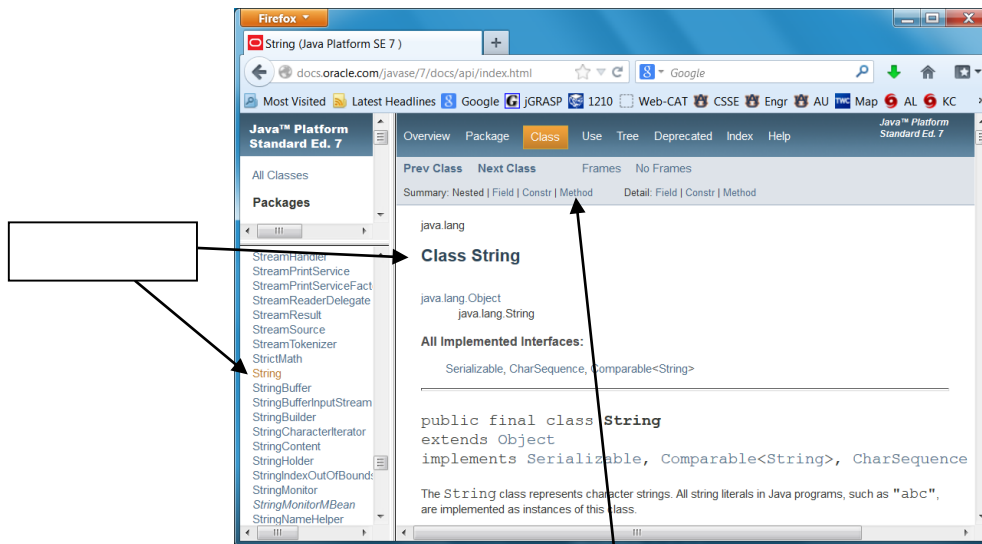 Firefox
String (Java Platform SE 7 )
docs.oracle.com/javase/7/docs/api/index.html
Google
Most Visited Latest Headlines Google jGRASP 1210 Web-CAT CSSE Engr AU Map AL KC
Java™ Platform
Standard Ed. 7
All Classes
Packages
StreamHandler
StreamPrintService
StreamPrintServiceFact
StreamReaderDelegate
StreamResult
StreamSource
StreamTokenizer
StrictMath
String
StringBuffer
StringBufferInputStream
StringBuilder
StringCharacterIterator
StringContent
StringHolder
StringIndexOutOfBounds
StringMonitor
StringMonitorMBean
StringNameHelper
Overview Package Class Use Tree Deprecated Index Help
Java™ Platform
Standard Ed. 7
Prev Class Next Class Frames No Frames
Summary: Nested | Field | Constr | Method Detail: Field | Constr | Method
java.lang
Class String
java.lang.Object
java.lang.String
All Implemented Interfaces:
Serializable, CharSequence, Comparable<String>
public final class String
extends Object
implements Serializable, Comparable<String>, CharSequence
The String class represents character strings. All string literals in Java programs, such as "abc",
are implemented as instances of this class.